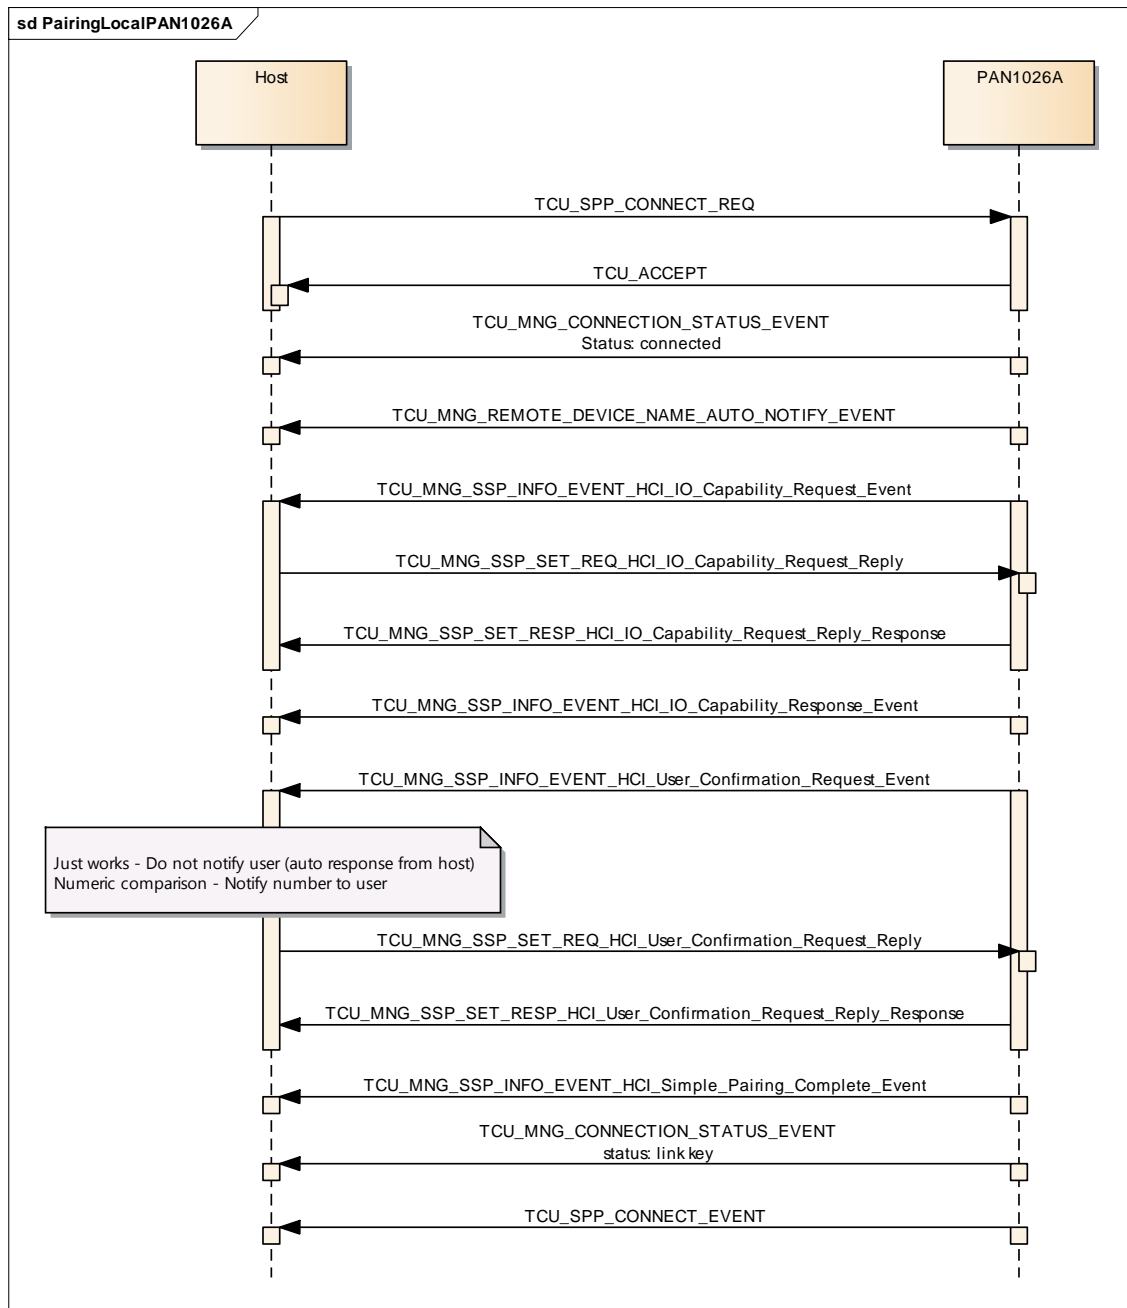 sd PairingLocalPAN1026A
Host
PAN1026A
TCU_SPP_CONNECT_REQ
TCU_ACCEPT
TCU_MNG_CONNECTION_STATUS_EVENT
Status: connected
TCU_MNG_REMOTE_DEVICE_NAME_AUTO_NOTIFY_EVENT
TCU_MNG_SSP_INFO_EVENT_HCI_IO_Capability_Request_Event
TCU_MNG_SSP_SET_REQ_HCI_IO_Capability_Request_Reply
TCU_MNG_SSP_SET_RESP_HCI_IO_Capability_Request_Reply_Response
TCU_MNG_SSP_INFO_EVENT_HCI_IO_Capability_Response_Event
TCU_MNG_SSP_INFO_EVENT_HCI_User_Confirmation_Request_Event
Just works - Do not notify user (auto response from host)
Numeric comparison - Notify number to user
TCU_MNG_SSP_SET_REQ_HCI_User_Confirmation_Request_Reply
TCU_MNG_SSP_SET_RESP_HCI_User_Confirmation_Request_Reply_Response
TCU_MNG_SSP_INFO_EVENT_HCI_Simple_Pairing_Complete_Event
TCU_MNG_CONNECTION_STATUS_EVENT
status: link key
TCU_SPP_CONNECT_EVENT